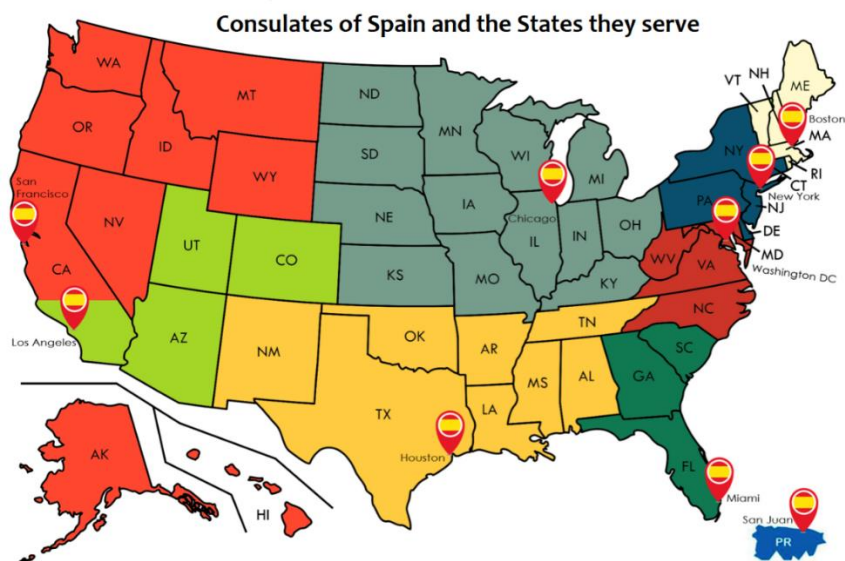 Consulates of Spain and the States they serve
WA
MT
ND
MN
VT
NH
ME
Boston
OR
ID
SD
WI
MI
NY
MA
RI
CT
New York
WY
San
Francisco
NV
NE
IA
Chicago
PA
NJ
DE
MD
Washington DC
UT
CO
IL
IN
OH
WV
VA
CA
KS
MO
KY
NC
Los Angeles
AZ
NM
OK
AR
TN
SC
MS
AL
GA
TX
LA
Houston
FL
Miami
AK
HI
San Juan
PR